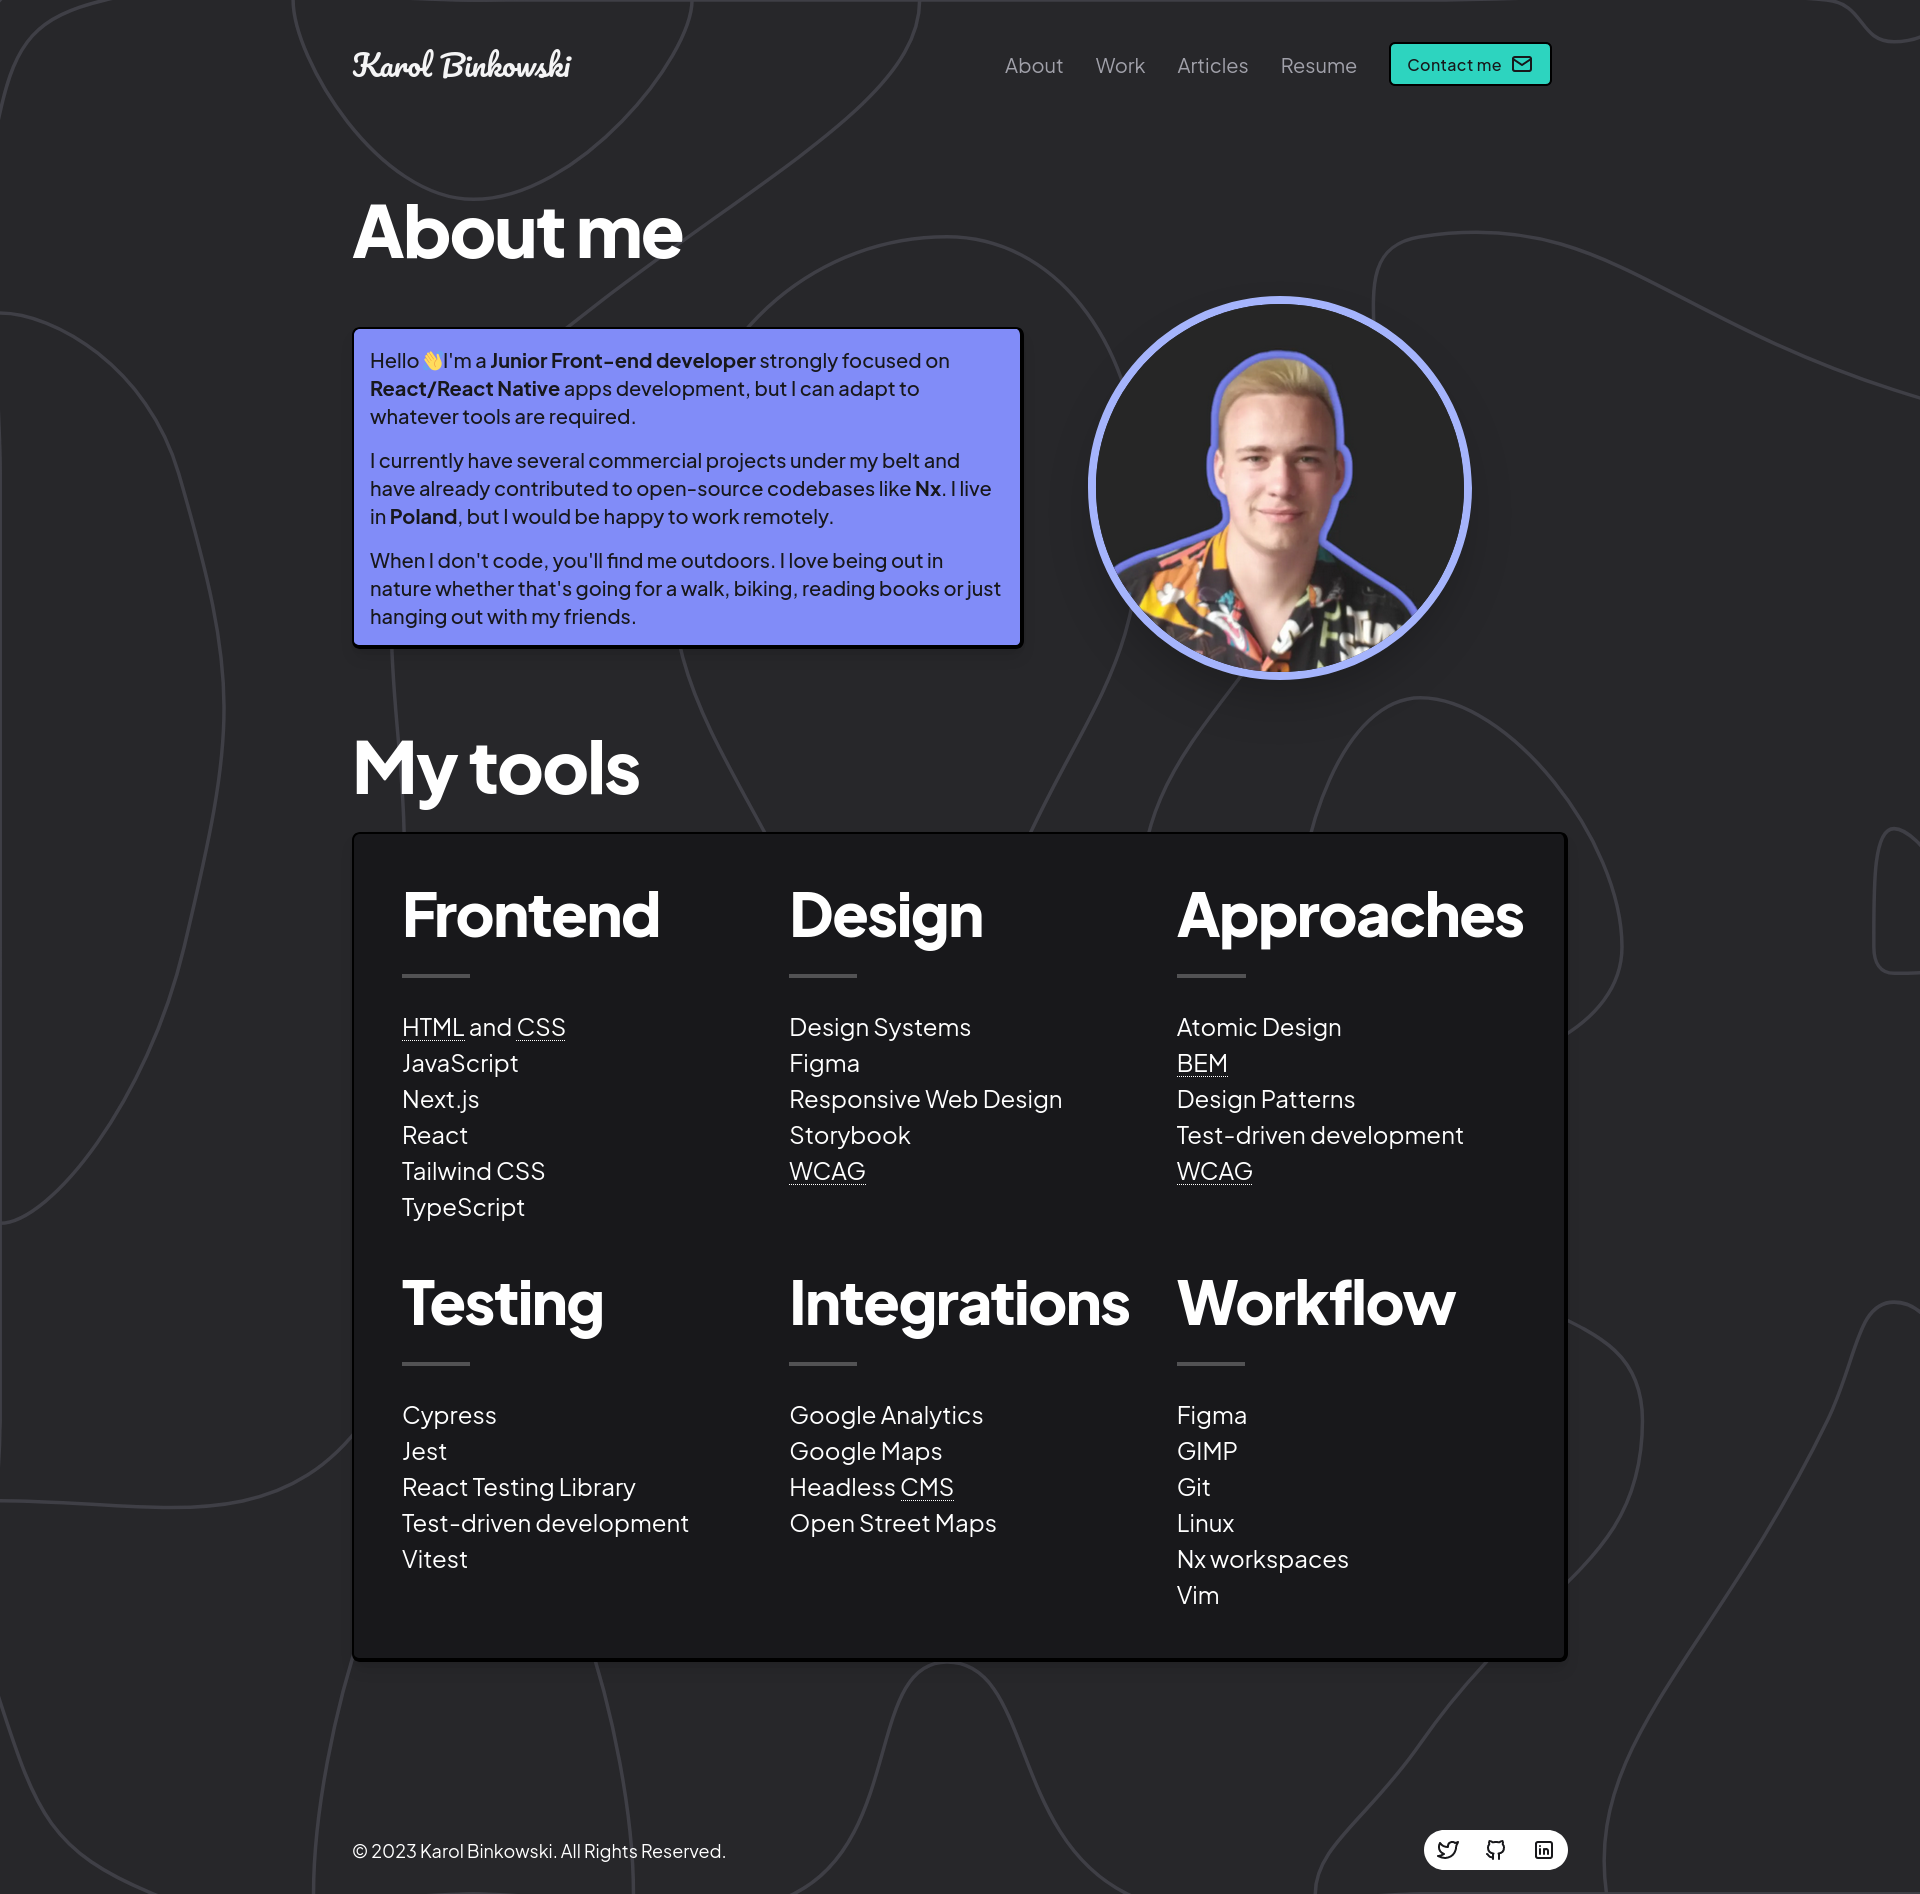 Karol Binkowski
About
Work
Articles
Resume
Contact me
About me
Hello 👋I'm a Junior Front-end developer strongly focused on
React/React Native apps development, but I can adapt to
whatever tools are required.
I currently have several commercial projects under my belt and
have already contributed to open-source codebases like Nx. I live
in Poland, but I would be happy to work remotely.
When I don't code, you'll find me outdoors. I love being out in
nature whether that's going for a walk, biking, reading books or just
hanging out with my friends.
My tools
Frontend
HTML and CSS
JavaScript
Next.js
React
Tailwind CSS
TypeScript
Design
Design Systems
Figma
Responsive Web Design
Storybook
WCAG
Approaches
Atomic Design
BEM
Design Patterns
Test-driven development
WCAG
Testing
Cypress
Jest
React Testing Library
Test-driven development
Vitest
Integrations
Google Analytics
Google Maps
Headless CMS
Open Street Maps
Workflow
Figma
GIMP
Git
Linux
Nx workspaces
Vim
© 2023 Karol Binkowski. All Rights Reserved.